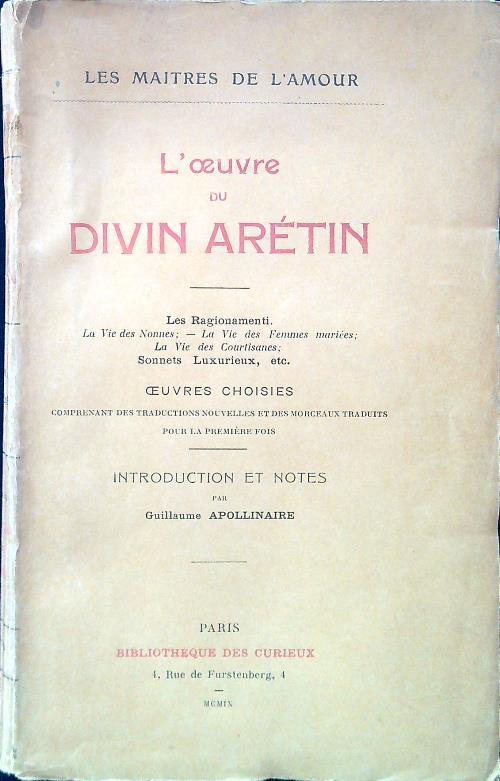 LES MAITRES DE L'AMOUR
L'œuvre
DU
DIVIN ARÉTIN
Les Ragionamenti.
La Vie des Nonnes; — La Vie des Femmes mariées;
La Vie des Courtisanes;
Sonnets Luxurieux, etc.
ŒUVRES CHOISIES
COMPRENANT DES TRADUCTIONS NOUVELLES ET DES MORCEAUX TRADUITS
POUR LA PREMIÈRE FOIS
INTRODUCTION ET NOTES
PAR
Guillaume APOLLINAIRE
PARIS
BIBLIOTHEQUE DES CURIEUX
4, Rue de Furstenberg, 4
MCMIX